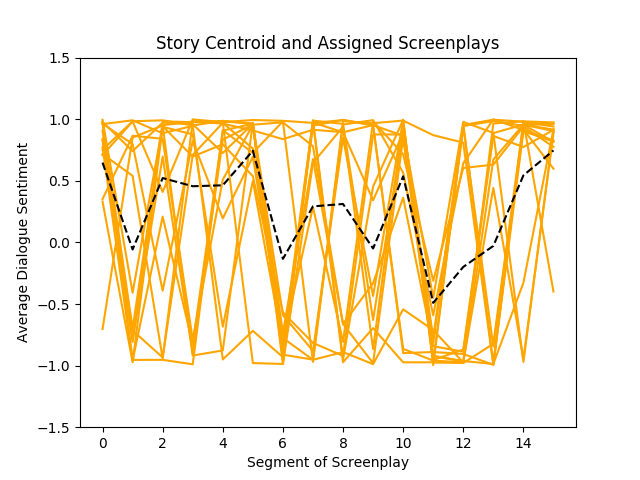 Story Centroid and Assigned Screenplays
1.5
1.0
0.5
0.0
−0.5
−1.0
−1.5
Average Dialogue Sentiment
0 2 4 6 8 10 12 14
Segment of Screenplay